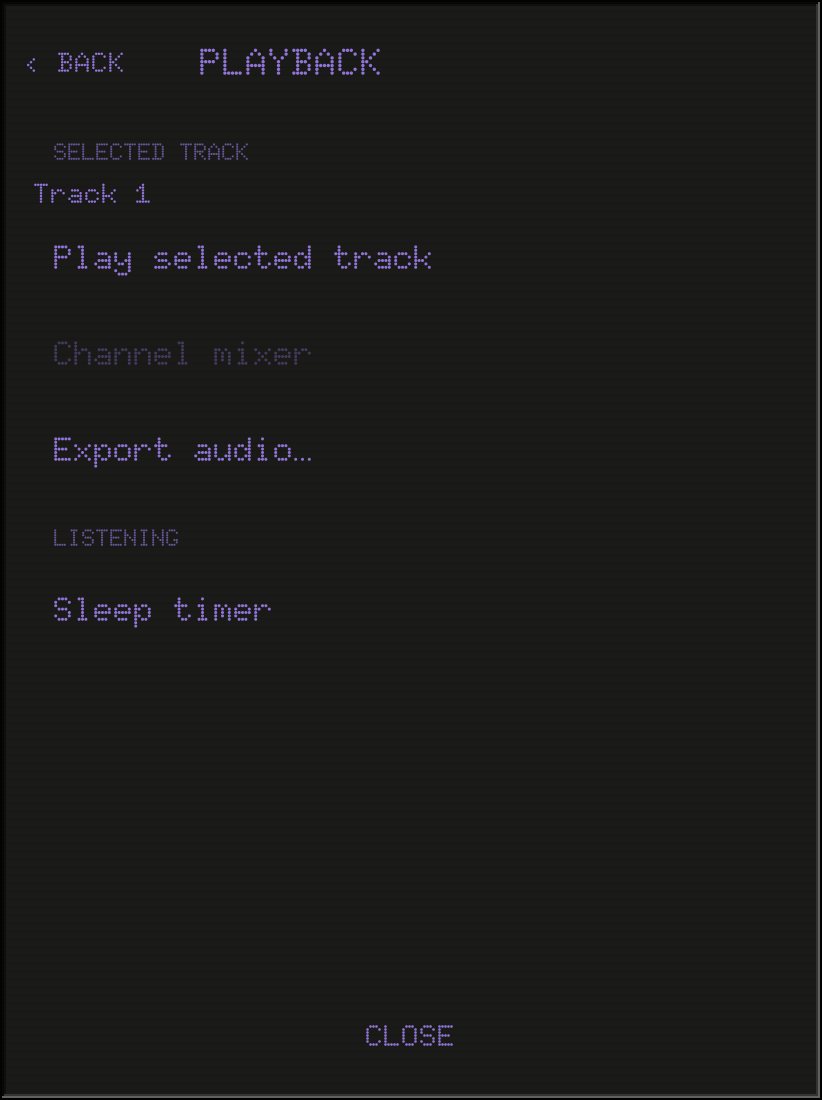 ‹ BACK PLAYBACK
SELECTED TRACK
Track 1
Play selected track
Channel mixer
Export audio…
LISTENING
Sleep timer
CLOSE